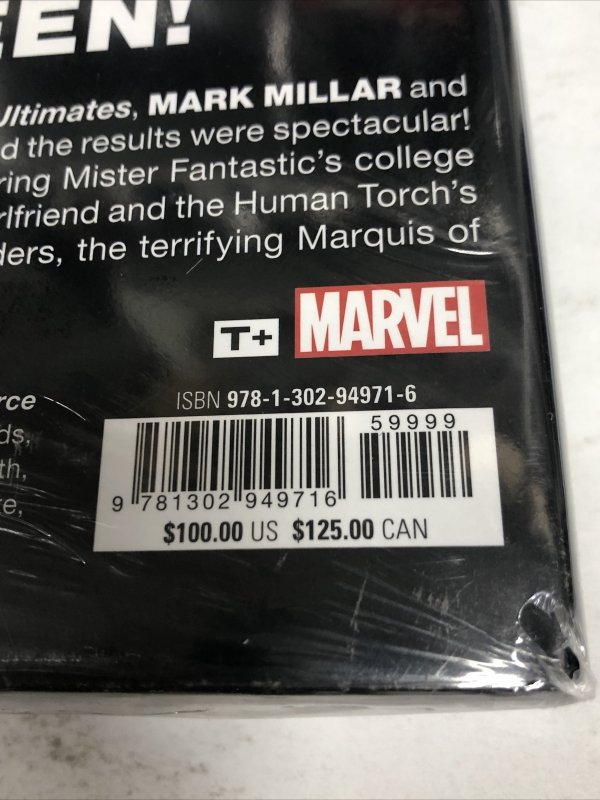 EEN!
Ultimates, MARK MILLAR and
d the results were spectacular!
ring Mister Fantastic's college
rlfriend and the Human Torch's
ders, the terrifying Marquis of
T+ MARVEL
rce
ds,
th,
e,
ISBN 978-1-302-94971-6
59999
9 781302 949716
$100.00 US $125.00 CAN